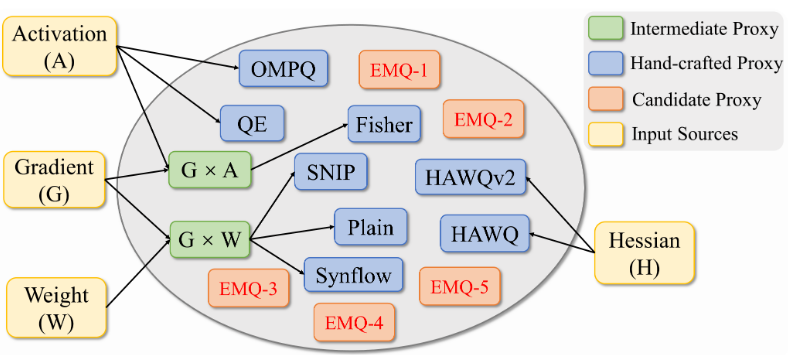 Activation
(A)
OMPQ
EMQ-1
QE
Fisher
EMQ-2
Gradient
(G)
G × A
SNIP
HAWQv2
G × W
Plain
HAWQ
Hessian
(H)
Weight
(W)
Synflow
EMQ-3
EMQ-5
EMQ-4
Intermediate Proxy
Hand-crafted Proxy
Candidate Proxy
Input Sources